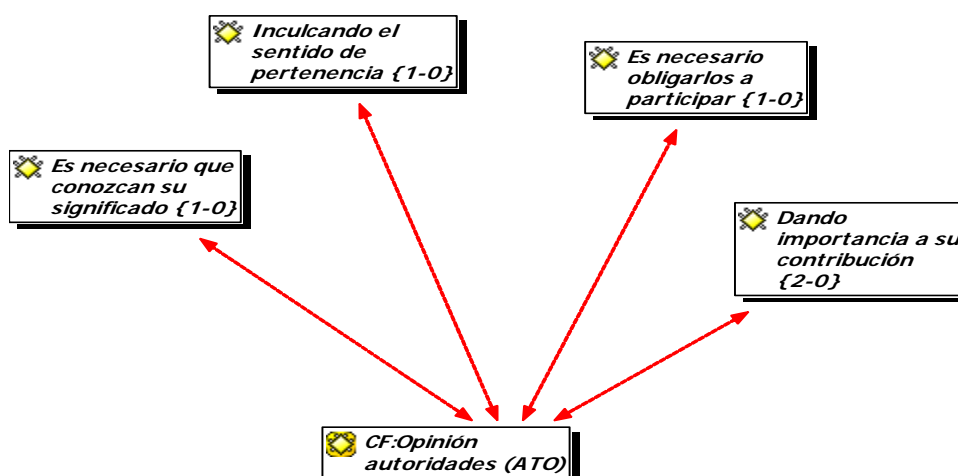 Inculcando el
sentido de
pertenencia {1-0}
Es necesario
obligarlos a
participar {1-0}
Es necesario que
conozcan su
significado {1-0}
Dando
importancia a su
contribución
{2-0}
CF:Opinión
autoridades (ATO)